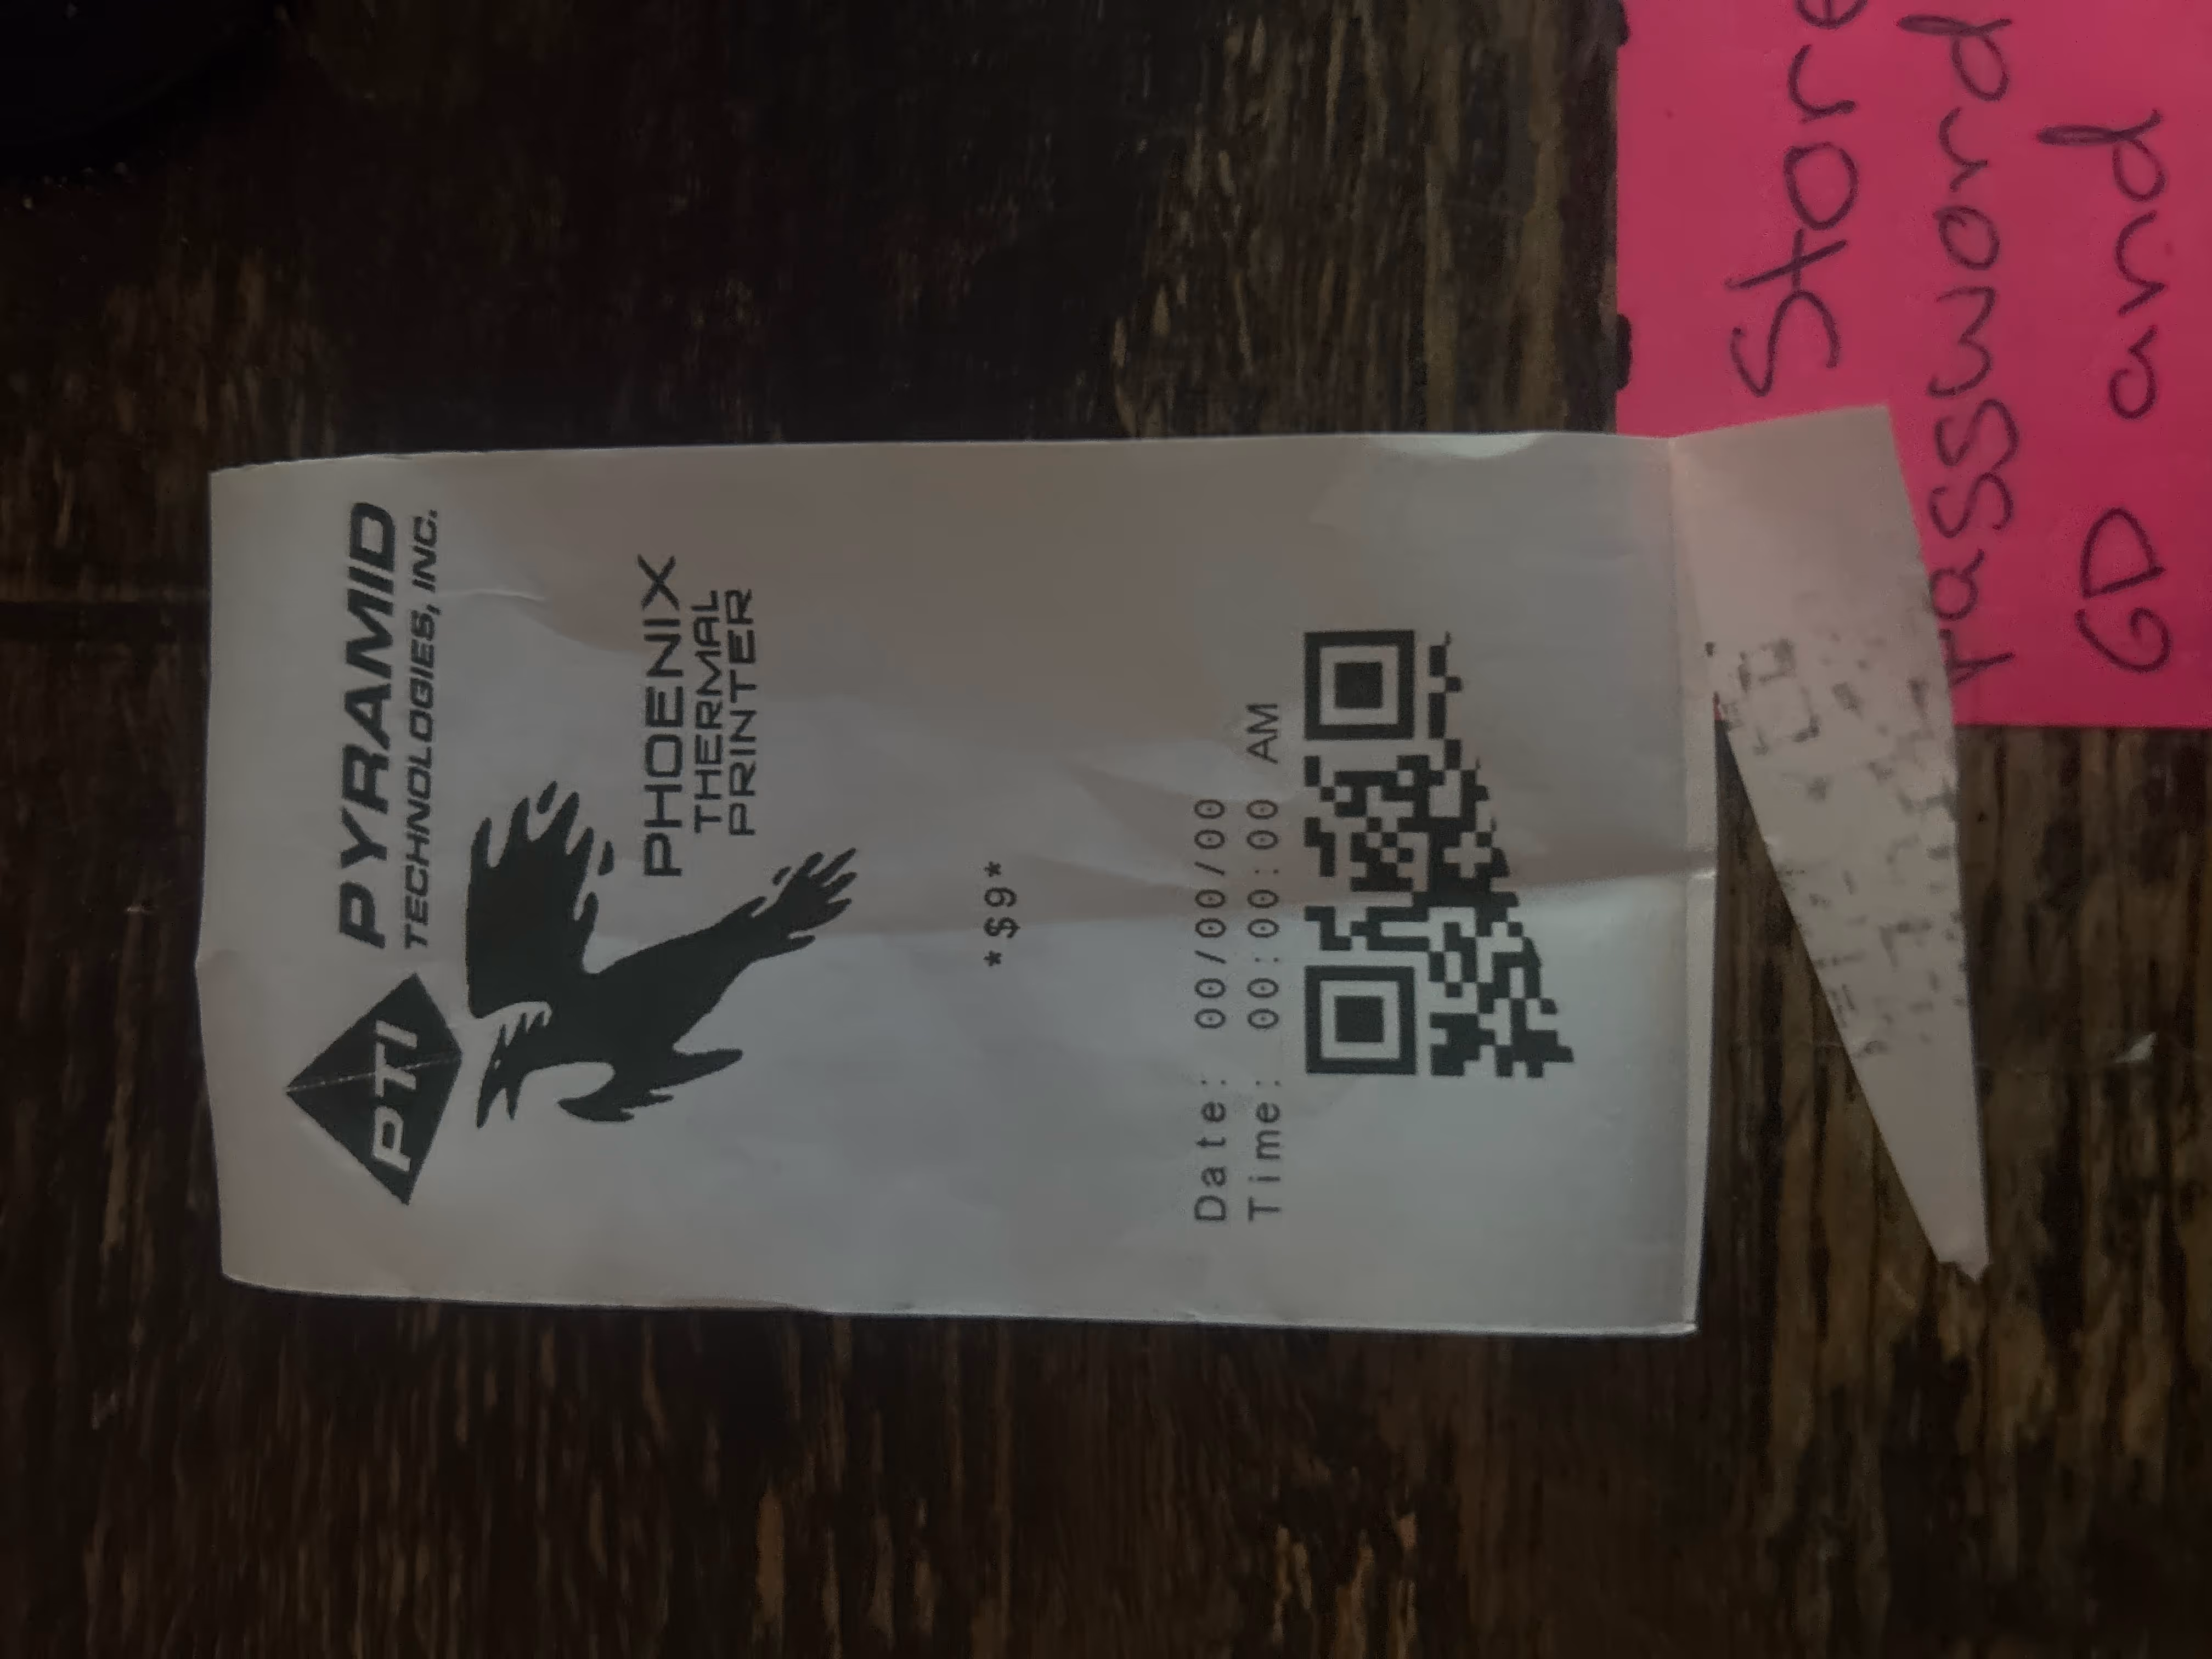 PTI
PYRAMID
TECHNOLOGIES, INC.
PHOENIX
THERMAL
PRINTER
*$9*
Date: 00/00/00
Time: 00:00:00 AM
Store
Password
GD and